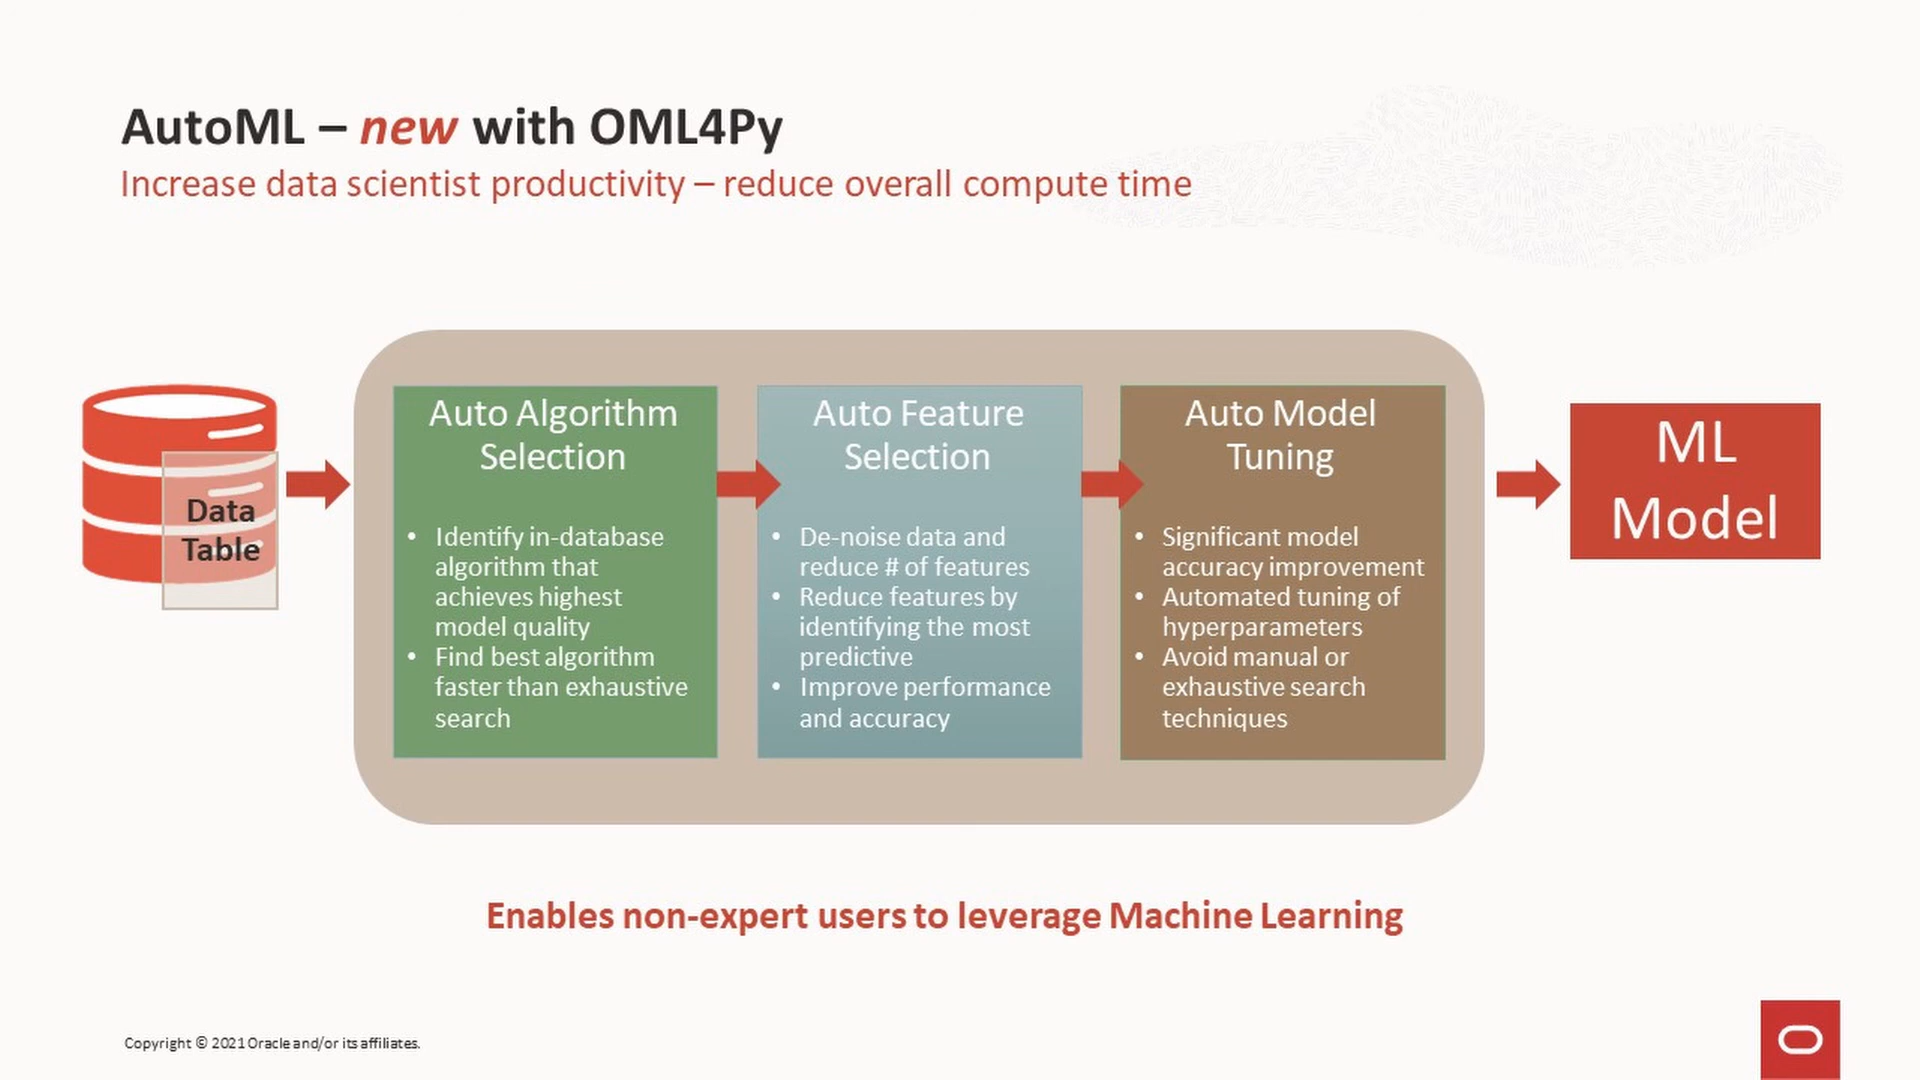 AutoML – new with OML4Py
Increase data scientist productivity – reduce overall compute time
Data
Table
Auto Algorithm
Selection
• Identify in-database
algorithm that
achieves highest
model quality
• Find best algorithm
faster than exhaustive
search
Auto Feature
Selection
• De-noise data and
reduce # of features
• Reduce features by
identifying the most
predictive
• Improve performance
and accuracy
Auto Model
Tuning
• Significant model
accuracy improvement
• Automated tuning of
hyperparameters
• Avoid manual or
exhaustive search
techniques
ML
Model
Enables non-expert users to leverage Machine Learning
Copyright © 2021 Oracle and/or its affiliates.